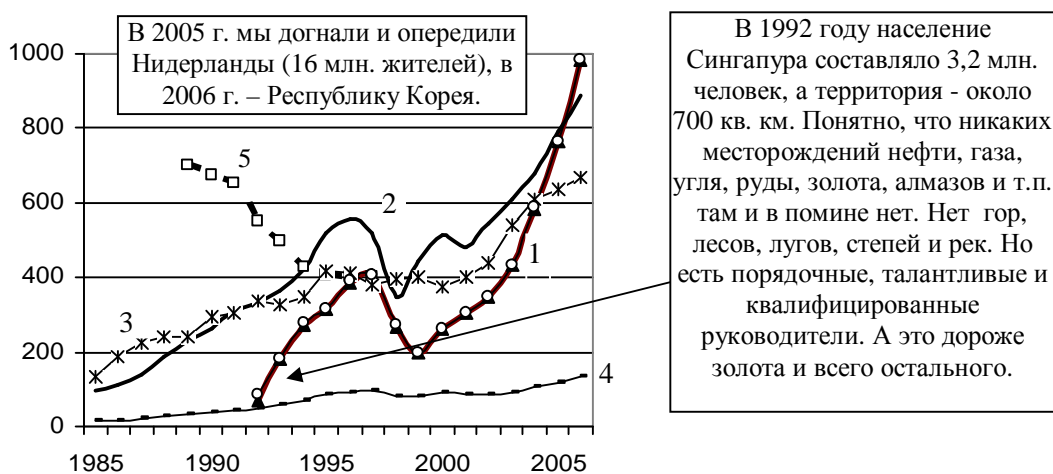 В 2005 г. мы догнали и опередили
Нидерланды (16 млн. жителей), в
2006 г. – Республику Корея.
В 1992 году население
Сингапура составляло 3,2 млн.
человек, а территория - около
700 кв. км. Понятно, что никаких
месторождений нефти, газа,
угля, руды, золота, алмазов и т.п.
там и в помине нет. Нет гор,
лесов, лугов, степей и рек. Но
есть порядочные, талантливые и
квалифицированные
руководители. А это дороже
золота и всего остального.
1000
800
600
400
200
0
5
2
1
3
4
1985 1990 1995 2000 2005